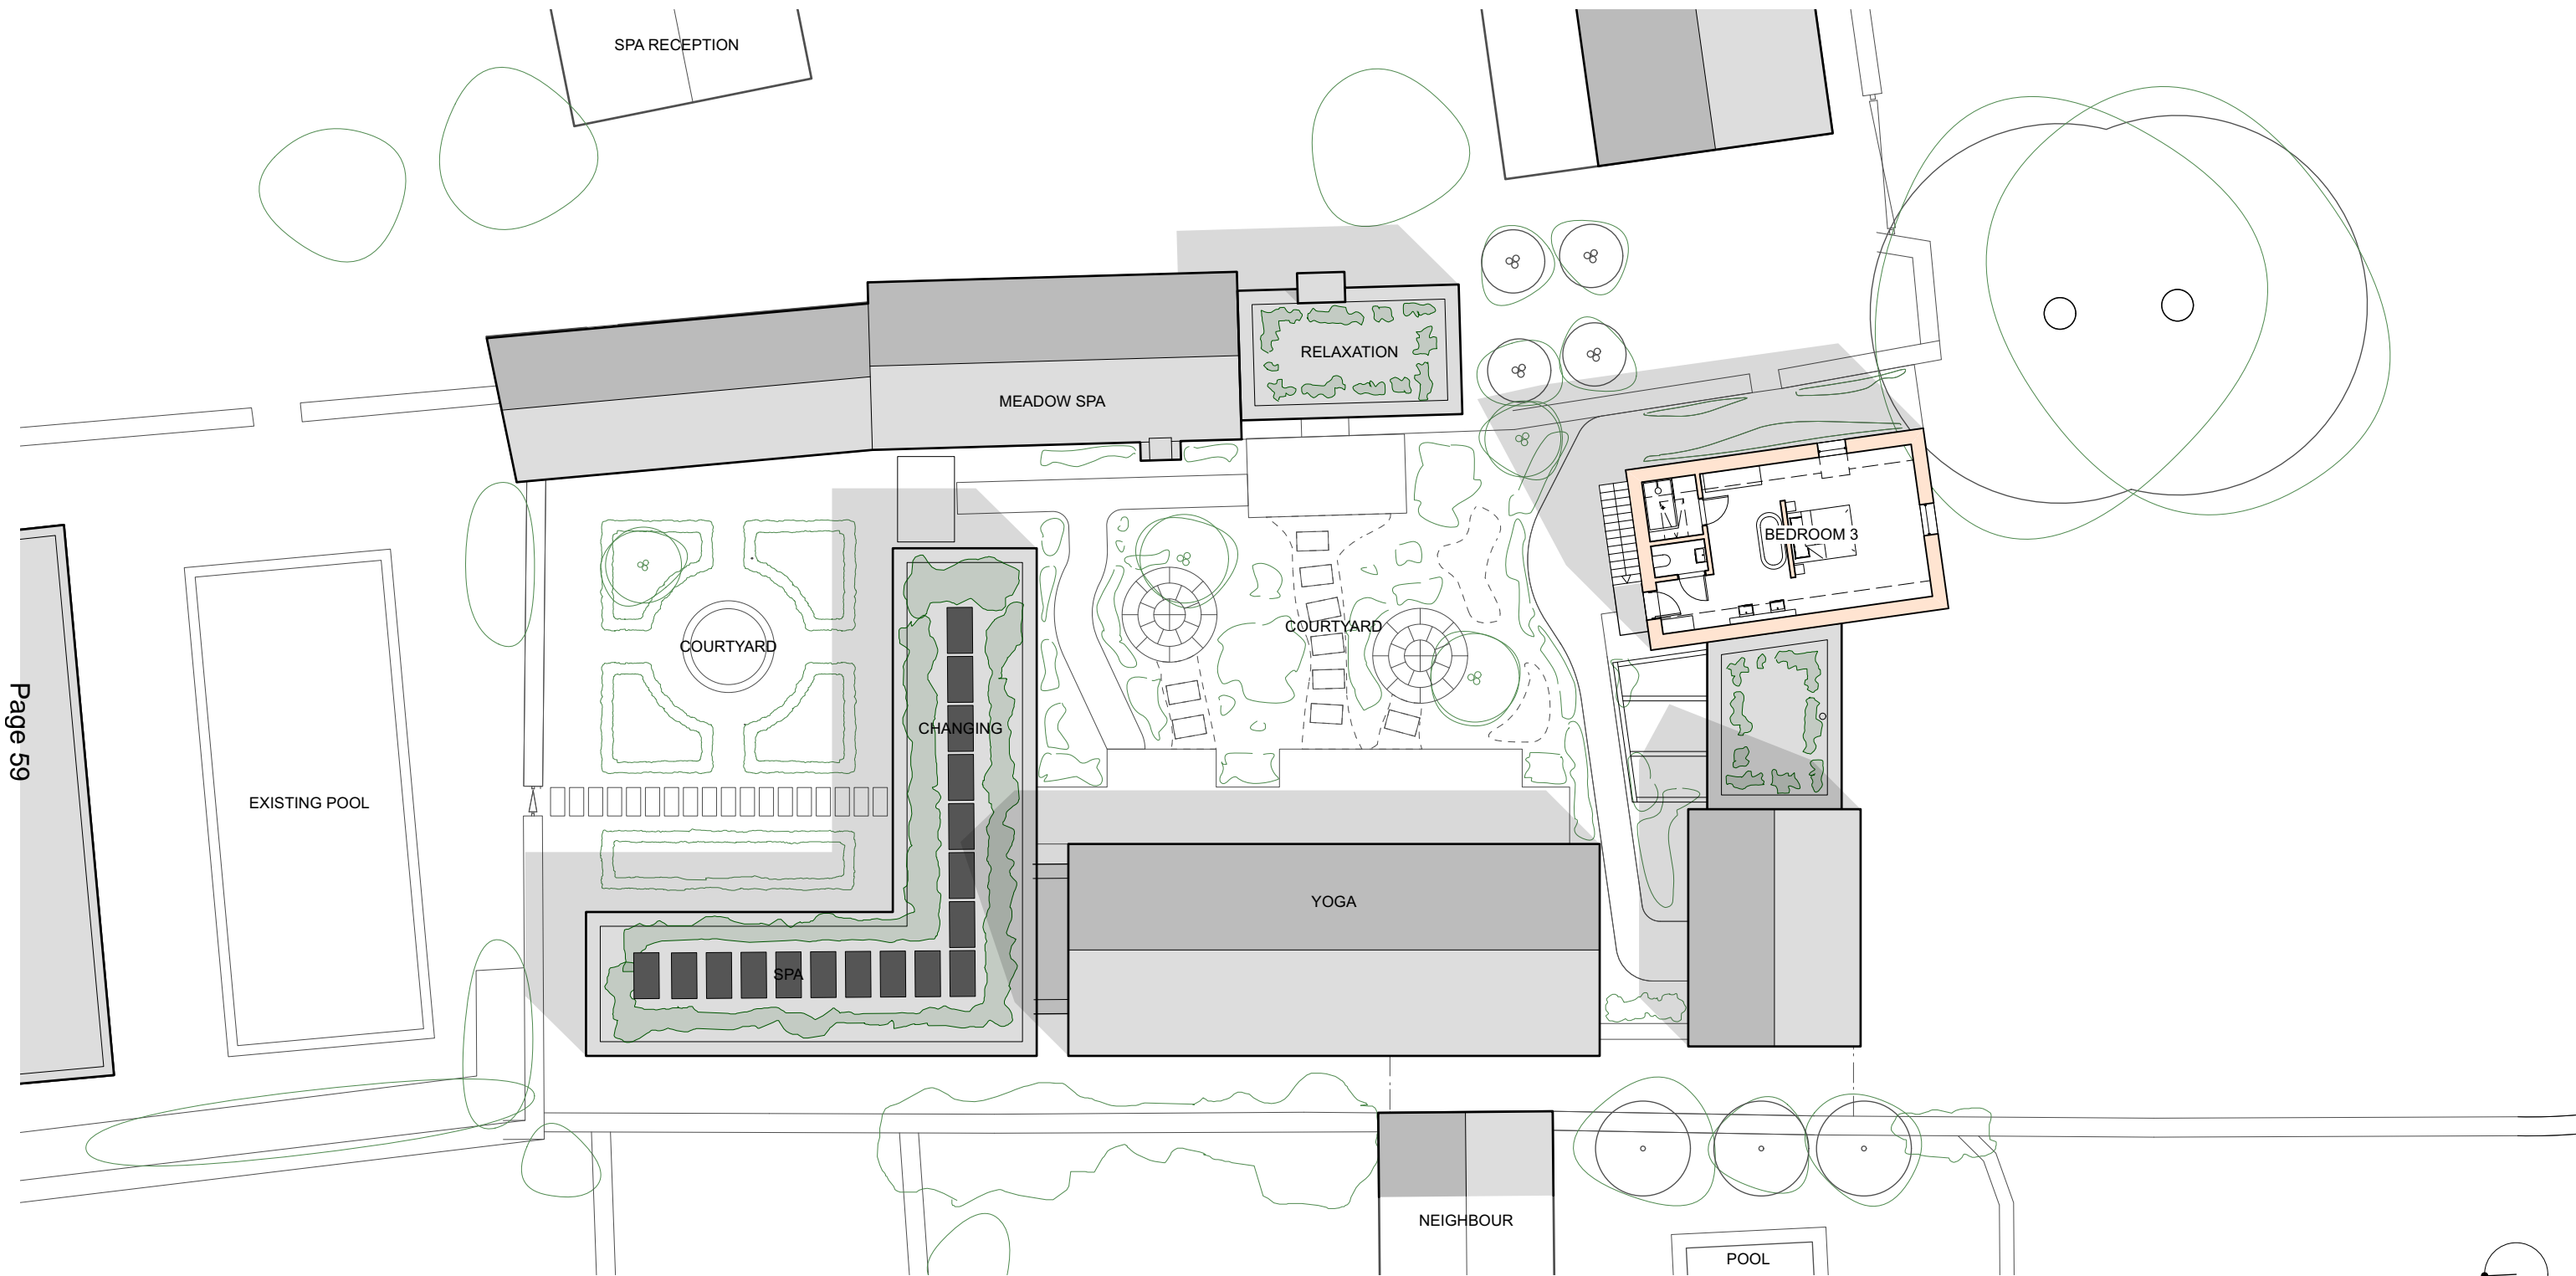 SPA RECEPTION
RELAXATION
MEADOW SPA
BEDROOM 3
COURTYARD
COURTYARD
CHANGING
Page 59
EXISTING POOL
YOGA
SPA
NEIGHBOUR
POOL